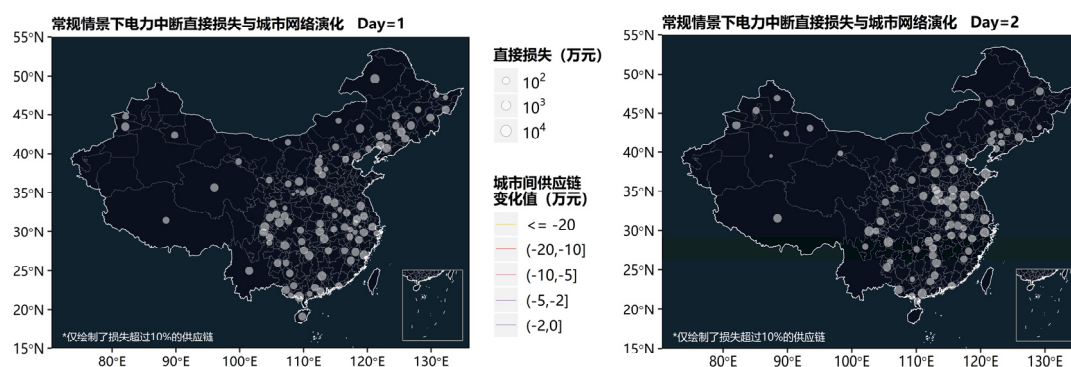 常规情景下电力中断直接损失与城市网络演化 Day=1
55°N
50°N
45°N
40°N
35°N
30°N
25°N
20°N
15°N
80°E
90°E
100°E
110°E
120°E
130°E
*仅绘制了损失超过10%的供应链
直接损失（万元）
10²
10³
10⁴
城市间供应链
变化值（万元）
<= -20
(-20,-10]
(-10,-5]
(-5,-2]
(-2,0]
常规情景下电力中断直接损失与城市网络演化 Day=2
55°N
50°N
45°N
40°N
35°N
30°N
25°N
20°N
15°N
80°E
90°E
100°E
110°E
120°E
130°E
*仅绘制了损失超过10%的供应链